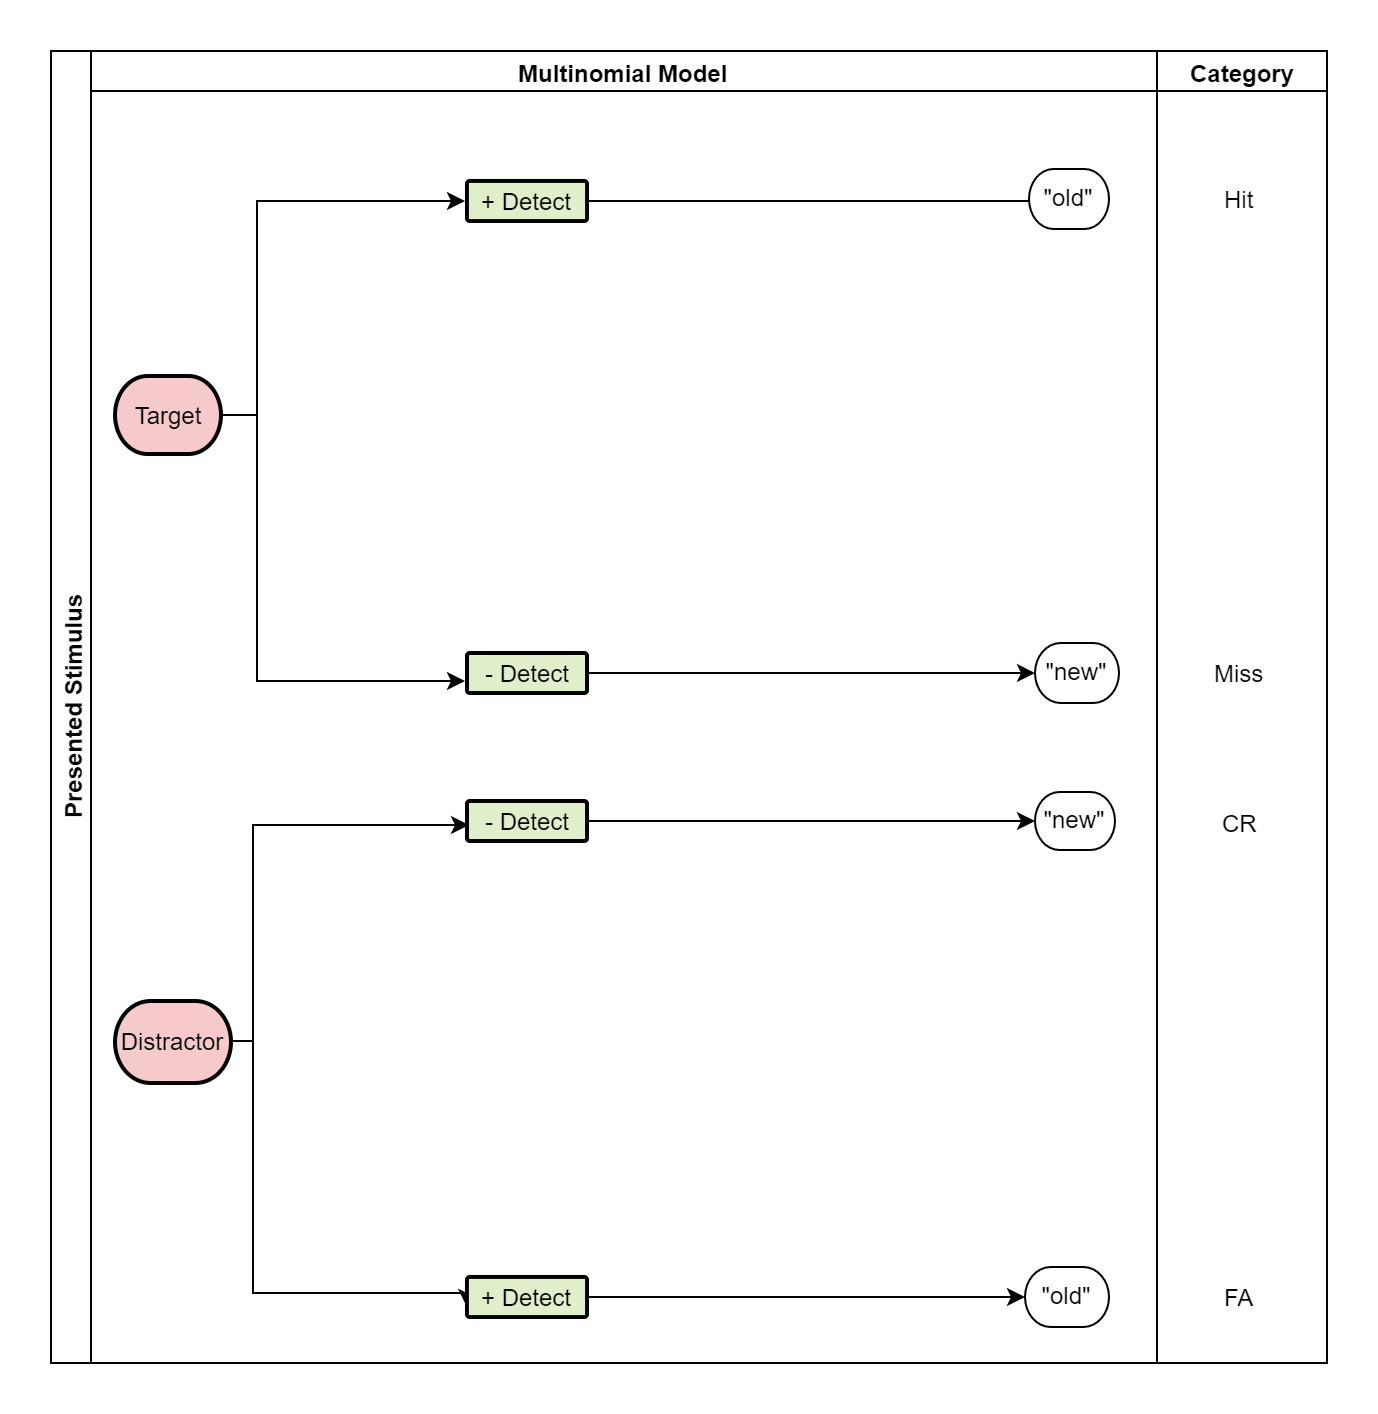 Multinomial Model
Category
Presented Stimulus
+ Detect
"old"
Hit
Target
- Detect
"new"
Miss
- Detect
"new"
CR
Distractor
+ Detect
"old"
FA